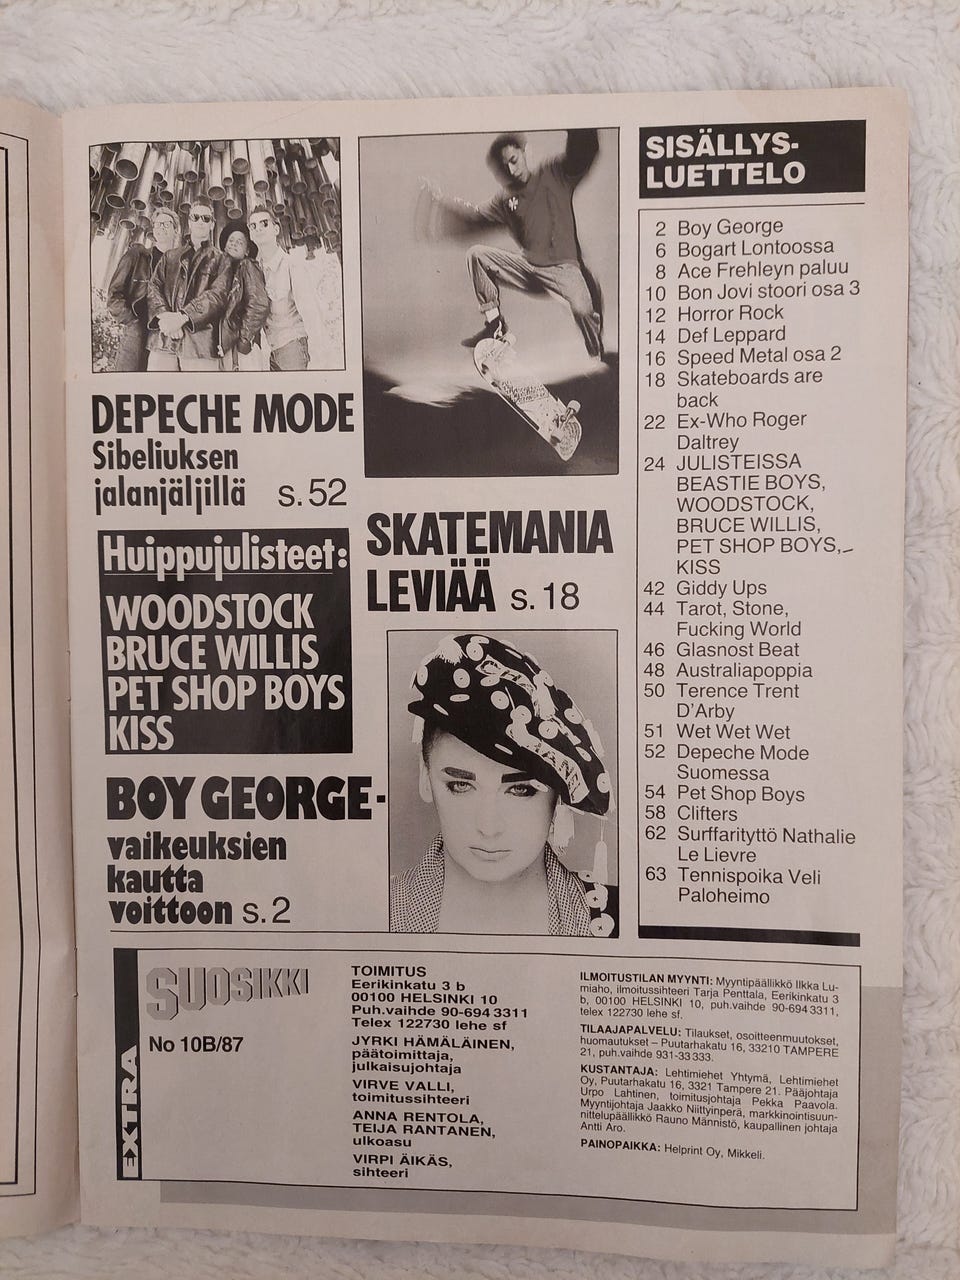 DEPECHE MODE
Sibeliuksen
jalanjäljillä s. 52
Huippujulisteet:
WOODSTOCK
BRUCE WILLIS
PET SHOP BOYS
KISS
SKATEMANIA
LEVIÄÄ s. 18
BOY GEORGE-
vaikeuksien
kautta
voittoon s. 2
SISÄLLYS-
LUETTELO
2 Boy George
6 Bogart Lontoossa
8 Ace Frehleyn paluu
10 Bon Jovi stoori osa 3
12 Horror Rock
14 Def Leppard
16 Speed Metal osa 2
18 Skateboards are
back
22 Ex-Who Roger
Daltrey
24 JULISTEISSA
BEASTIE BOYS,
WOODSTOCK,
BRUCE WILLIS,
PET SHOP BOYS,
KISS
42 Giddy Ups
44 Tarot, Stone,
Fucking World
46 Glasnost Beat
48 Australiapoppia
50 Terence Trent
D'Arby
51 Wet Wet Wet
52 Depeche Mode
Suomessa
54 Pet Shop Boys
58 Clifters
62 Surffarityttö Nathalie
Le Lievre
63 Tennispoika Veli
Paloheimo
EXTRA
SUOSIKKI
No 10B/87
TOIMITUS
Eerikinkatu 3 b
00100 HELSINKI 10
Puh.vaihde 90-694 3311
Telex 122730 lehe sf
JYRKI HÄMÄLÄINEN,
päätoimittaja,
julkaisujohtaja
VIRVE VALLI,
toimitussihteeri
ANNA RENTOLA,
TEIJA RANTANEN,
ulkoasu
VIRPI ÄIKÄS,
sihteeri
ILMOITUSTILAN MYYNTI: Myyntipäällikkö Ilkka Lu-
miaho, ilmoitussihteeri Tarja Penttala, Eerikinkatu 3
b, 00100 HELSINKI 10, puh.vaihde 90-694 3311,
telex 122730 lehe sf.
TILAAJAPALVELU: Tilaukset, osoitteenmuutokset,
huomautukset – Puutarhakatu 16, 33210 TAMPERE
21, puh.vaihde 931-33 333.
KUSTANTAJA: Lehtimiehet Yhtymä, Lehtimiehet
Oy, Puutarhakatu 16, 3321 Tampere 21. Pääjohtaja
Urpo Lahtinen, toimitusjohtaja Pekka Paavola.
Myyntijohtaja Jaakko Niittyinperä, markkinointisuun-
nittelupäällikkö Rauno Männistö, kaupallinen johtaja
Antti Aro.
PAINOPAIKKA: Helprint Oy, Mikkeli.